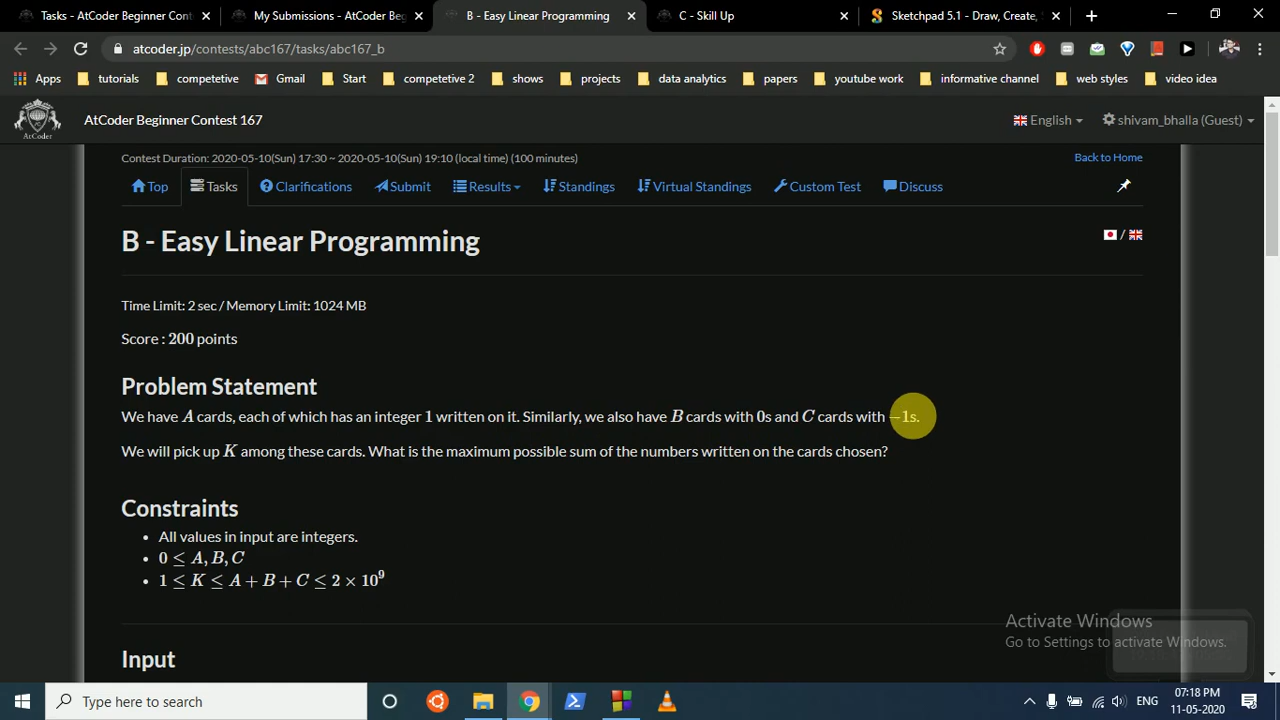 Tasks - AtCoder Beginner Cont
My Submissions - AtCoder Beg
B - Easy Linear Programming
C - Skill Up
Sketchpad 5.1 - Draw, Create,
atcoder.jp/contests/abc167/tasks/abc167_b
Apps tutorials competetive Gmail Start competetive 2 shows projects data analytics papers youtube work informative channel web styles video idea
AtCoder Beginner Contest 167 English shivam_bhalla (Guest)
Contest Duration: 2020-05-10(Sun) 17:30 ~ 2020-05-10(Sun) 19:10 (local time) (100 minutes) Back to Home
Top Tasks Clarifications Submit Results Standings Virtual Standings Custom Test Discuss
B - Easy Linear Programming /
Time Limit: 2 sec / Memory Limit: 1024 MB
Score : 200 points
Problem Statement
We have A cards, each of which has an integer 1 written on it. Similarly, we also have B cards with 0s and C cards with −1s.
We will pick up K among these cards. What is the maximum possible sum of the numbers written on the cards chosen?
Constraints
• All values in input are integers.
• 0 ≤ A, B, C
• 1 ≤ K ≤ A + B + C ≤ 2 × 10⁹
Input
Activate Windows
Go to Settings to activate Windows.
Type here to search
ENG
07:18 PM
11-05-2020